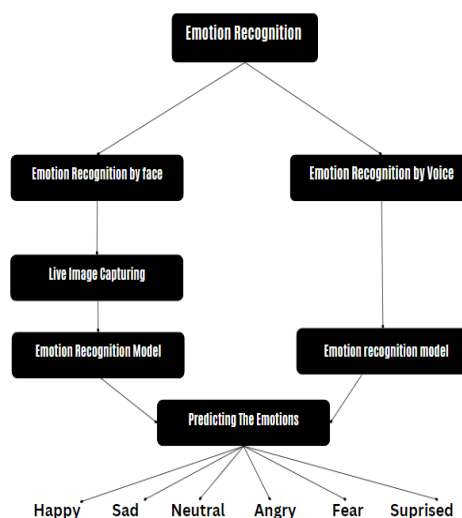 Emotion Recognition
Emotion Recognition by face
Emotion Recognition by Voice
Live Image Capturing
Emotion Recognition Model
Emotion recognition model
Predicting The Emotions
Happy Sad Neutral Angry Fear Suprised